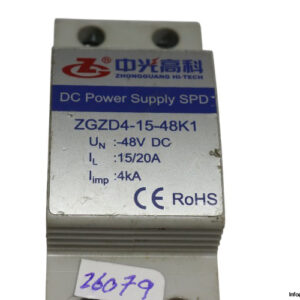 ZG 中光高科
ZHONGGUANG HI-TECH
DC Power Supply SPD
ZGZD4-15-48K1
UN :-48V DC
IL :15/20A
Iimp :4kA
CE RoHS
26079